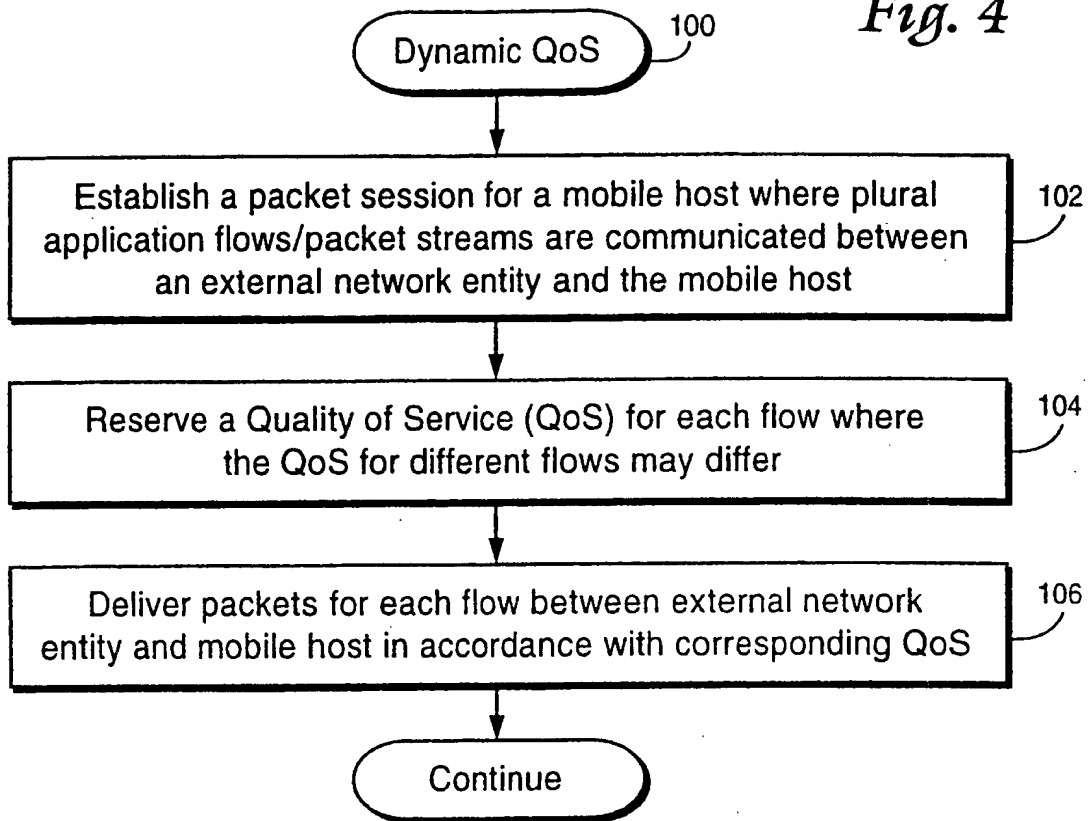 Fig. 4
Dynamic QoS
100
Establish a packet session for a mobile host where plural
application flows/packet streams are communicated between
an external network entity and the mobile host
102
Reserve a Quality of Service (QoS) for each flow where
the QoS for different flows may differ
104
Deliver packets for each flow between external network
entity and mobile host in accordance with corresponding QoS
106
Continue